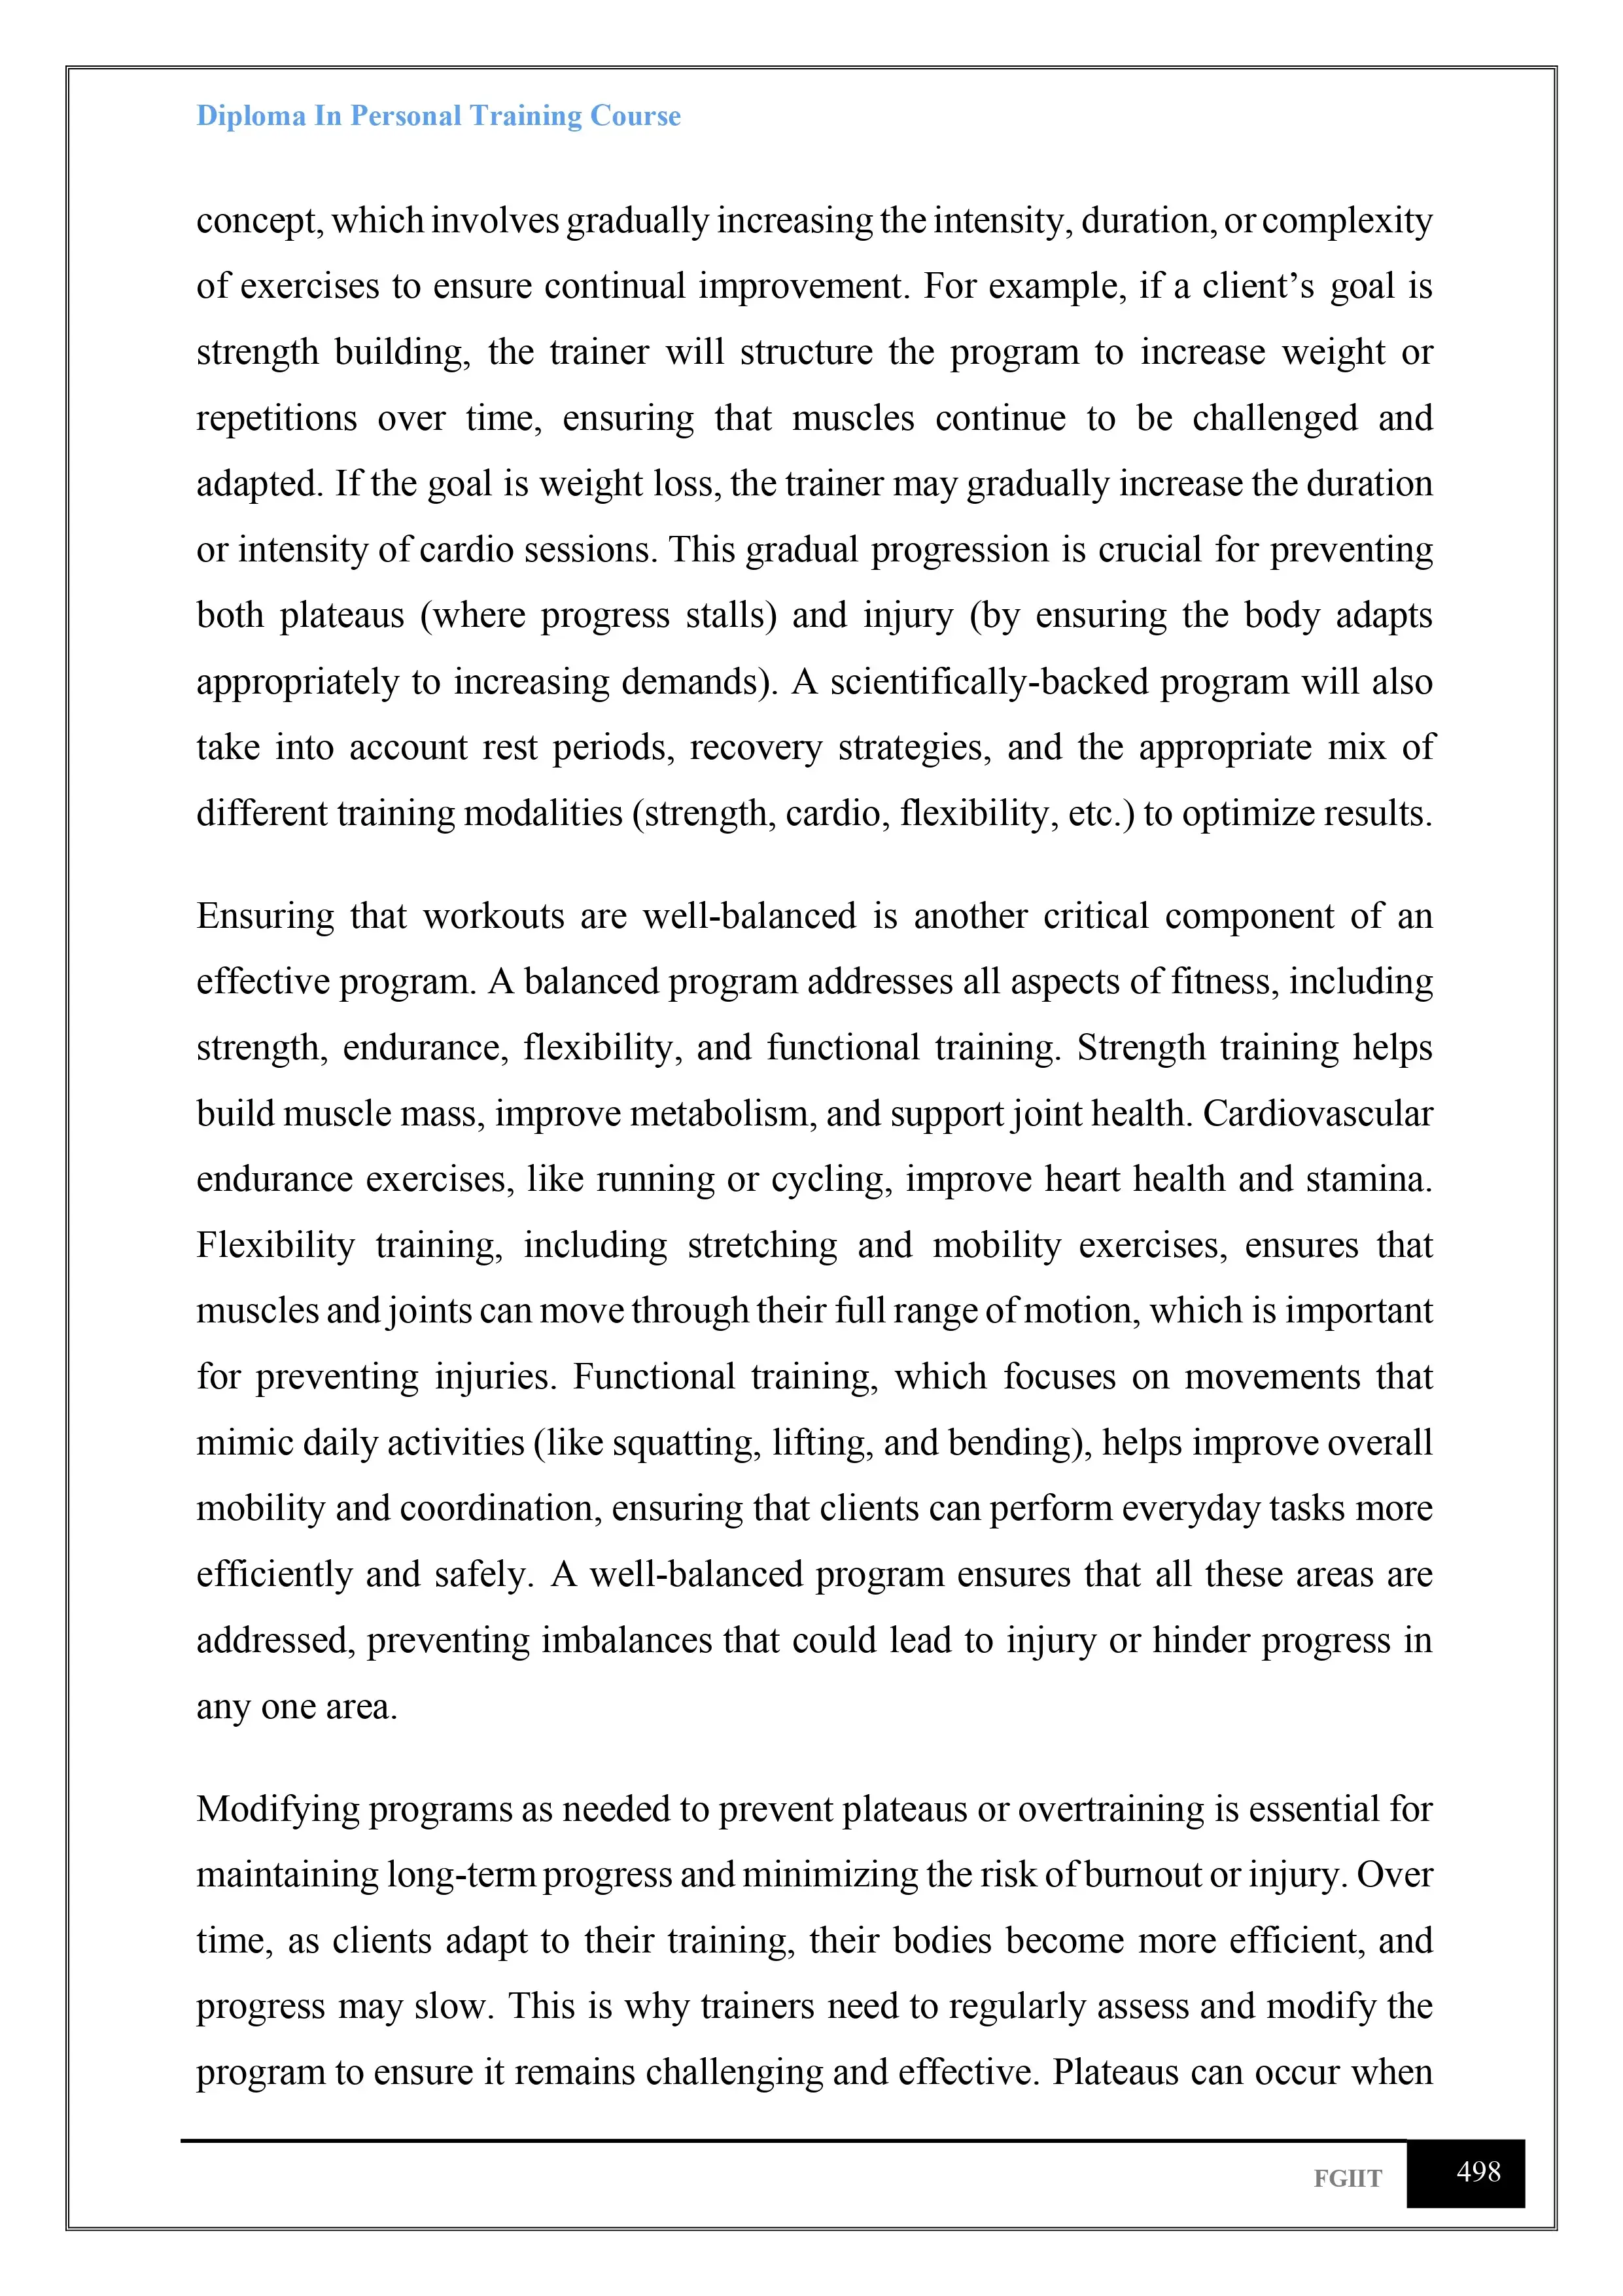 Diploma In Personal Training Course
concept, which involves gradually increasing the intensity, duration, or complexity
of exercises to ensure continual improvement. For example, if a client’s goal is
strength building, the trainer will structure the program to increase weight or
repetitions over time, ensuring that muscles continue to be challenged and
adapted. If the goal is weight loss, the trainer may gradually increase the duration
or intensity of cardio sessions. This gradual progression is crucial for preventing
both plateaus (where progress stalls) and injury (by ensuring the body adapts
appropriately to increasing demands). A scientifically-backed program will also
take into account rest periods, recovery strategies, and the appropriate mix of
different training modalities (strength, cardio, flexibility, etc.) to optimize results.
Ensuring that workouts are well-balanced is another critical component of an
effective program. A balanced program addresses all aspects of fitness, including
strength, endurance, flexibility, and functional training. Strength training helps
build muscle mass, improve metabolism, and support joint health. Cardiovascular
endurance exercises, like running or cycling, improve heart health and stamina.
Flexibility training, including stretching and mobility exercises, ensures that
muscles and joints can move through their full range of motion, which is important
for preventing injuries. Functional training, which focuses on movements that
mimic daily activities (like squatting, lifting, and bending), helps improve overall
mobility and coordination, ensuring that clients can perform everyday tasks more
efficiently and safely. A well-balanced program ensures that all these areas are
addressed, preventing imbalances that could lead to injury or hinder progress in
any one area.
Modifying programs as needed to prevent plateaus or overtraining is essential for
maintaining long-term progress and minimizing the risk of burnout or injury. Over
time, as clients adapt to their training, their bodies become more efficient, and
progress may slow. This is why trainers need to regularly assess and modify the
program to ensure it remains challenging and effective. Plateaus can occur when
FGIIT 498